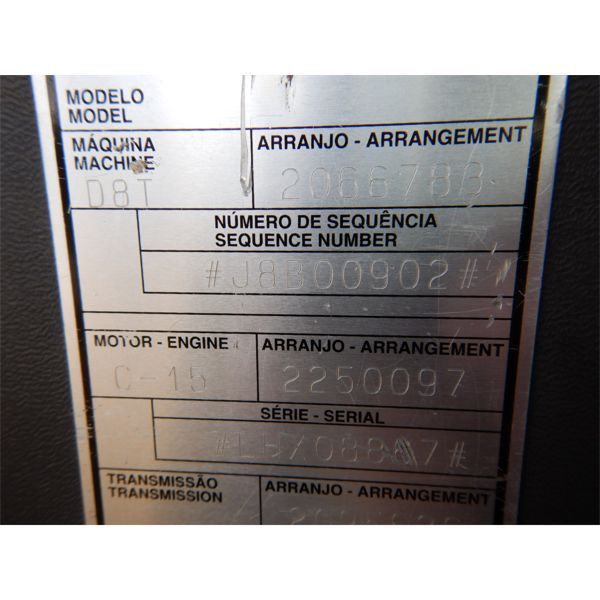 MODELO
MODEL
MÁQUINA
MACHINE
ARRANJO - ARRANGEMENT
D8T
2066788
NÚMERO DE SEQUÊNCIA
SEQUENCE NUMBER
#J8B00902#
MOTOR - ENGINE
ARRANJO - ARRANGEMENT
C-15
2250097
SÉRIE - SERIAL
TRANSMISSÃO
TRANSMISSION
ARRANJO - ARRANGEMENT